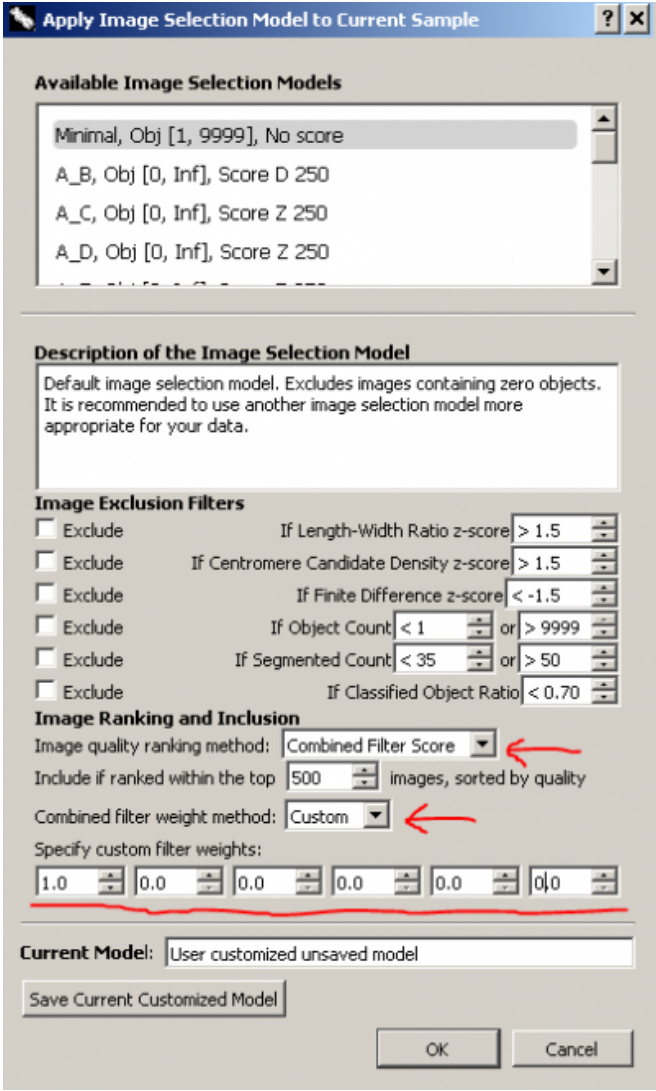 Apply Image Selection Model to Current Sample
Available Image Selection Models
Minimal, Obj [1, 9999], No score
A_B, Obj [0, Inf], Score D 250
A_C, Obj [0, Inf], Score Z 250
A_D, Obj [0, Inf], Score Z 250
Description of the Image Selection Model
Default image selection model. Excludes images containing zero objects.
It is recommended to use another image selection model more
appropriate for your data.
Image Exclusion Filters
Exclude If Length-Width Ratio z-score > 1.5
Exclude If Centromere Candidate Density z-score > 1.5
Exclude If Finite Difference z-score < -1.5
Exclude If Object Count < 1 or > 9999
Exclude If Segmented Count < 35 or > 50
Exclude If Classified Object Ratio < 0.70
Image Ranking and Inclusion
Image quality ranking method: Combined Filter Score
Include if ranked within the top 500 images, sorted by quality
Combined filter weight method: Custom
Specify custom filter weights:
1.0 0.0 0.0 0.0 0.0 0.0
Current Model: User customized unsaved model
Save Current Customized Model
OK Cancel